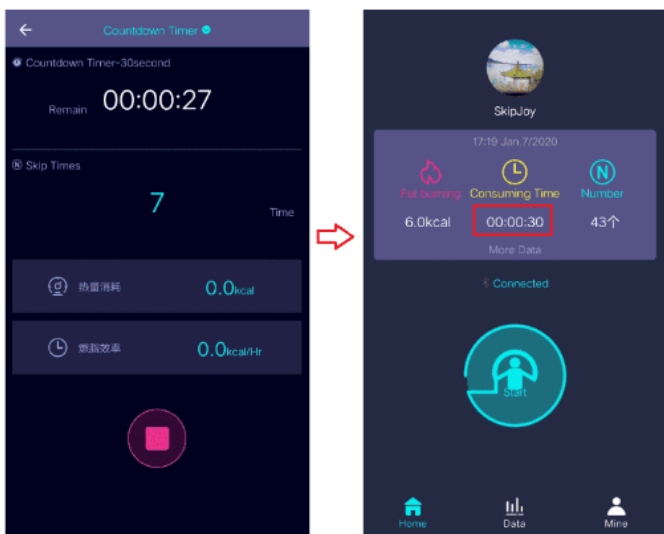 Countdown Timer
Countdown Timer-30second
Remain 00:00:27
N Skip Times
7 Time
热量消耗 0.0kcal
燃脂效率 0.0kcal/Hr
SkipJoy
17:19 Jan.7/2020
N
Fat burning Consuming Time Number
6.0kcal 00:00:30 43个
More Data
Connected
Start
Home Data Mine